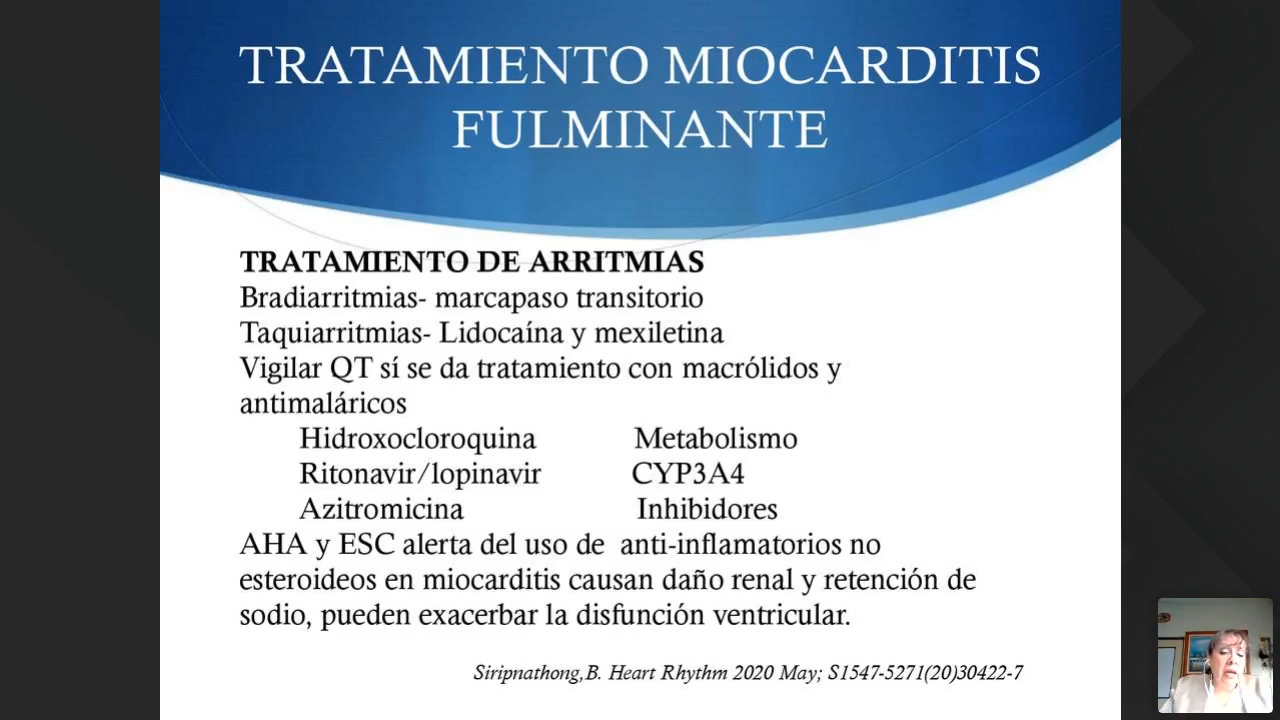 TRATAMIENTO MIOCARDITIS
FULMINANTE
TRATAMIENTO DE ARRITMIAS
Bradiarritmias- marcapaso transitorio
Taquiarritmias- Lidocaína y mexiletina
Vigilar QT sí se da tratamiento con macrólidos y
antimaláricos
Hidroxocloroquina Metabolismo
Ritonavir/lopinavir CYP3A4
Azitromicina Inhibidores
AHA y ESC alerta del uso de anti-inflamatorios no
esteroideos en miocarditis causan daño renal y retención de
sodio, pueden exacerbar la disfunción ventricular.
Siripnathong,B. Heart Rhythm 2020 May; S1547-5271(20)30422-7